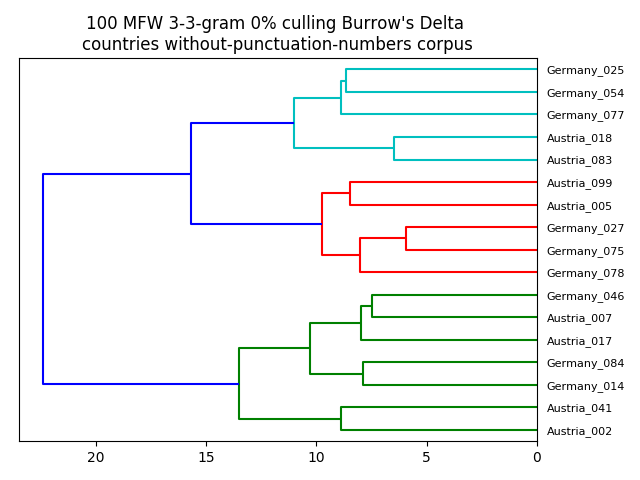 100 MFW 3-3-gram 0% culling Burrow's Delta
countries without-punctuation-numbers corpus
Germany_025
Germany_054
Germany_077
Austria_018
Austria_083
Austria_099
Austria_005
Germany_027
Germany_075
Germany_078
Germany_046
Austria_007
Austria_017
Germany_084
Germany_014
Austria_041
Austria_002
20 15 10 5 0